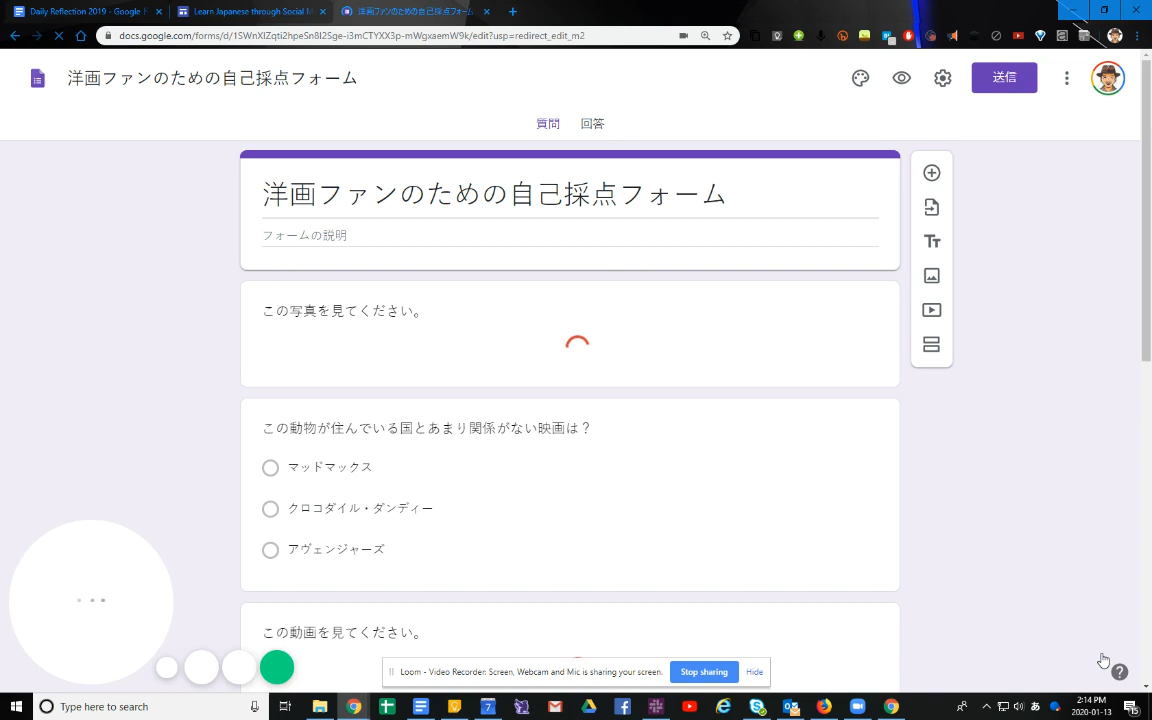 Daily Reflection 2019 - Google F
Learn Japanese through Social M
洋画ファンのための自己採点フォーム
docs.google.com/forms/d/1SWnXIZqti2hpeSn8I2Sge-i3mCTYXX3p-mWgxaemW9k/edit?usp=redirect_edit_m2
洋画ファンのための自己採点フォーム
送信
質問
回答
洋画ファンのための自己採点フォーム
フォームの説明
この写真を見てください。
この動物が住んでいる国とあまり関係がない映画は？
マッドマックス
クロコダイル・ダンディー
アヴェンジャーズ
この動画を見てください。
Loom - Video Recorder: Screen, Webcam and Mic is sharing your screen.
Stop sharing
Hide
Type here to search
あ
2:14 PM
2020-01-13
15